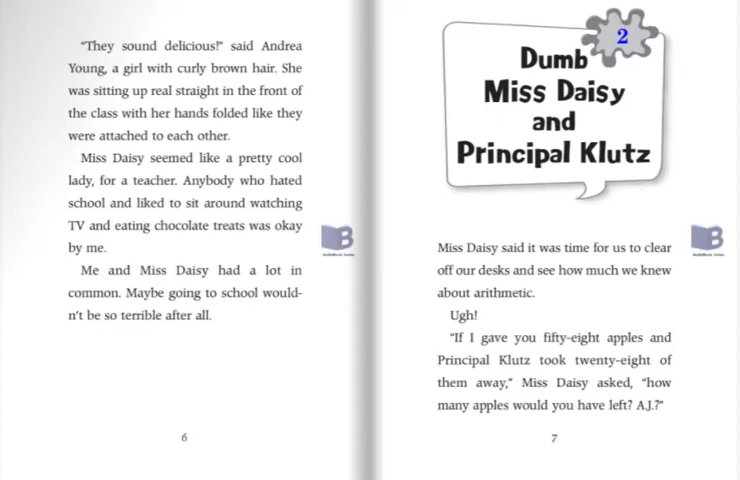 “They sound delicious!” said Andrea
Young, a girl with curly brown hair. She
was sitting up real straight in the front of
the class with her hands folded like they
were attached to each other.
Miss Daisy seemed like a pretty cool
lady, for a teacher. Anybody who hated
school and liked to sit around watching
TV and eating chocolate treats was okay
by me.
Me and Miss Daisy had a lot in
common. Maybe going to school would-
n’t be so terrible after all.
6
2
Dumb
Miss Daisy
and
Principal Klutz
Miss Daisy said it was time for us to clear
off our desks and see how much we knew
about arithmetic.
Ugh!
“If I gave you fifty-eight apples and
Principal Klutz took twenty-eight of
them away,” Miss Daisy asked, “how
many apples would you have left? A.J.?”
7